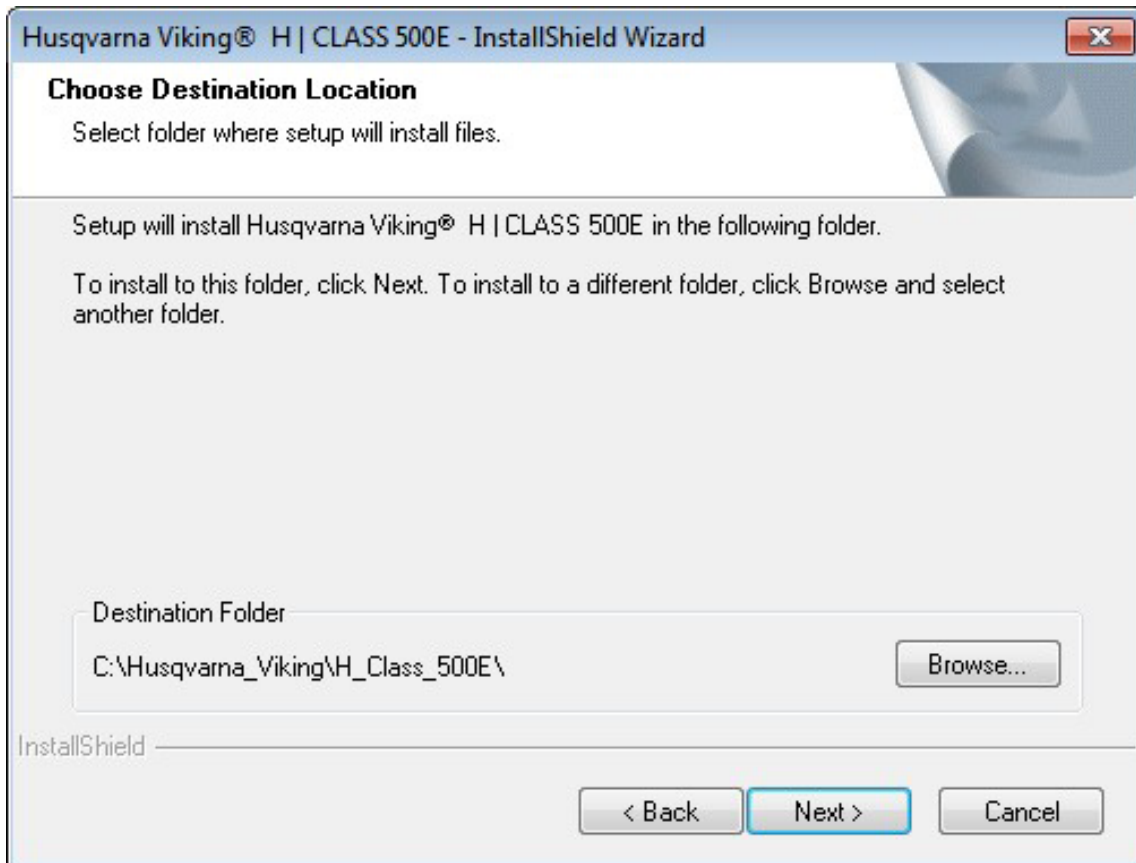 Husqvarna Viking® H | CLASS 500E - InstallShield Wizard
Choose Destination Location
Select folder where setup will install files.
Setup will install Husqvarna Viking® H | CLASS 500E in the following folder.
To install to this folder, click Next. To install to a different folder, click Browse and select
another folder.
Destination Folder
C:\Husqvarna_Viking\H_Class_500E\
Browse...
InstallShield
< Back
Next >
Cancel